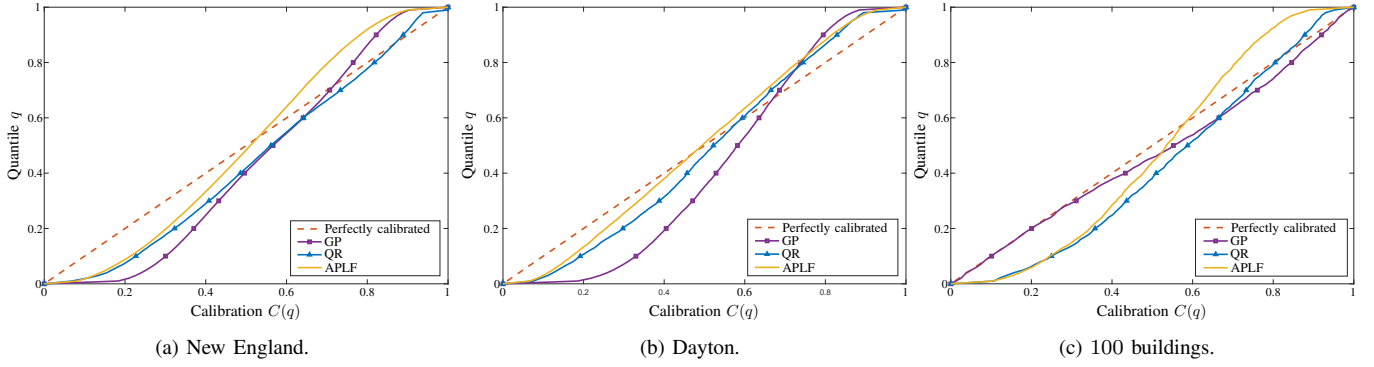 1
0.8
0.6
0.4
0.2
0
Quantile q
0
0.2
0.4
0.6
0.8
1
Calibration C(q)
Perfectly calibrated
GP
QR
APLF
(a) New England.
1
0.8
0.6
0.4
0.2
0
Quantile q
0
0.2
0.4
0.6
0.8
1
Calibration C(q)
Perfectly calibrated
GP
QR
APLF
(b) Dayton.
1
0.8
0.6
0.4
0.2
0
Quantile q
0
0.2
0.4
0.6
0.8
1
Calibration C(q)
Perfectly calibrated
GP
QR
APLF
(c) 100 buildings.